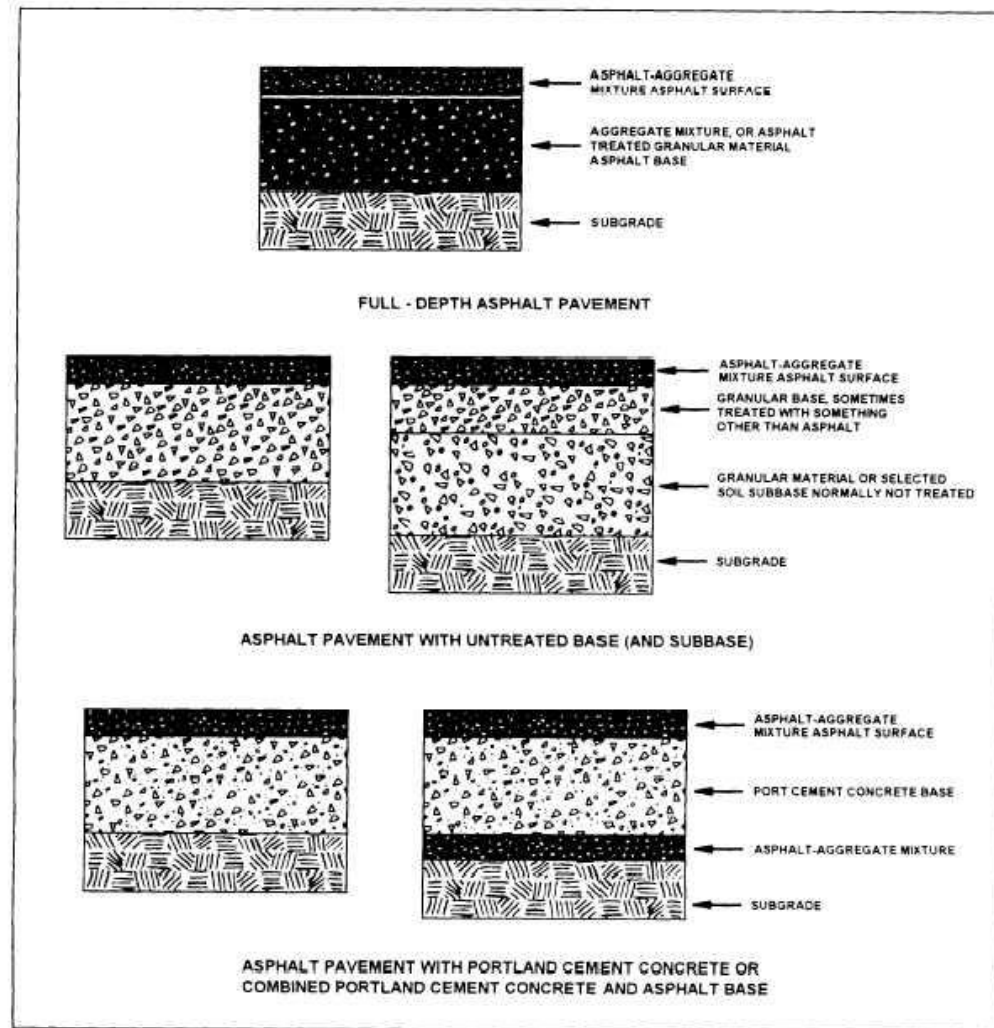 ASPHALT-AGGREGATE
MIXTURE ASPHALT SURFACE
AGGREGATE MIXTURE, OR ASPHALT
TREATED GRANULAR MATERIAL
ASPHALT BASE
SUBGRADE
FULL - DEPTH ASPHALT PAVEMENT
ASPHALT-AGGREGATE
MIXTURE ASPHALT SURFACE
GRANULAR BASE, SOMETIMES
TREATED WITH SOMETHING
OTHER THAN ASPHALT
GRANULAR MATERIAL OR SELECTED
SOIL SUBBASE NORMALLY NOT TREATED
SUBGRADE
ASPHALT PAVEMENT WITH UNTREATED BASE (AND SUBBASE)
ASPHALT-AGGREGATE
MIXTURE ASPHALT SURFACE
PORT CEMENT CONCRETE BASE
ASPHALT-AGGREGATE MIXTURE
SUBGRADE
ASPHALT PAVEMENT WITH PORTLAND CEMENT CONCRETE OR
COMBINED PORTLAND CEMENT CONCRETE AND ASPHALT BASE